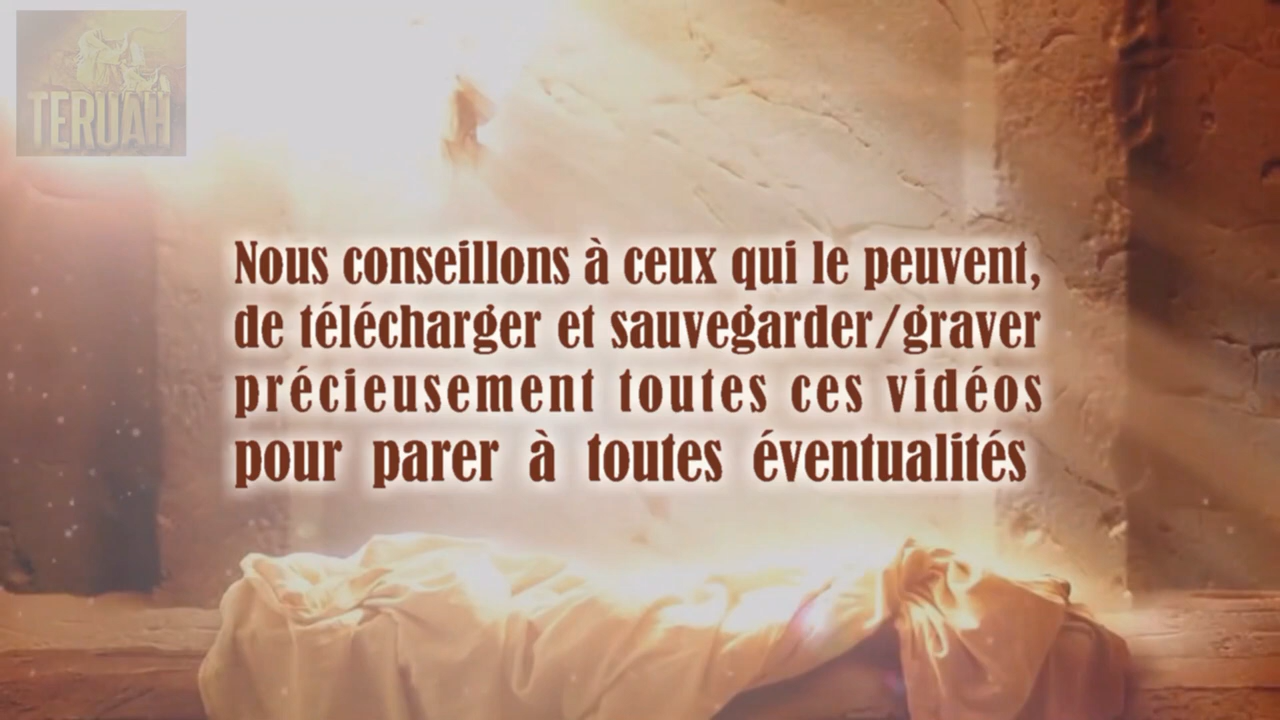 TERUAH
Nous conseillons à ceux qui le peuvent,
de télécharger et sauvegarder/graver
précieusement toutes ces vidéos
pour parer à toutes éventualités